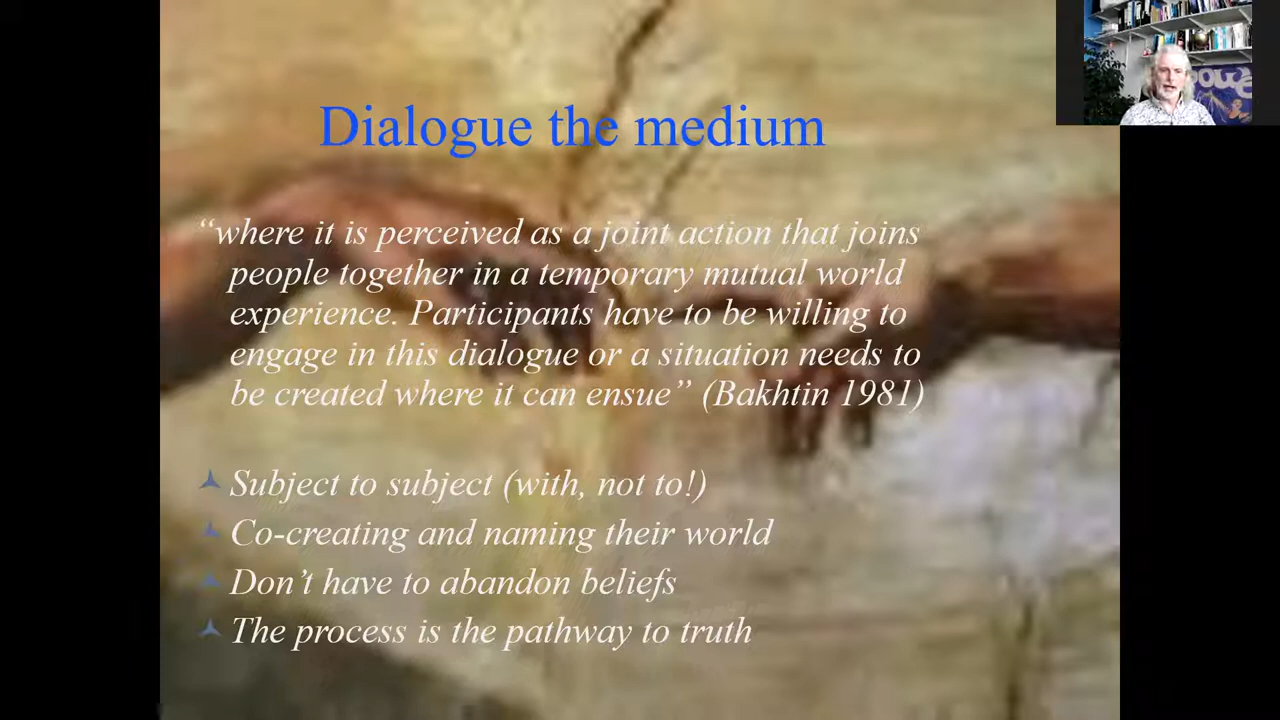 Dialogue the medium
“where it is perceived as a joint action that joins
people together in a temporary mutual world
experience. Participants have to be willing to
engage in this dialogue or a situation needs to
be created where it can ensue” (Bakhtin 1981)
Subject to subject (with, not to!)
Co-creating and naming their world
Don’t have to abandon beliefs
The process is the pathway to truth